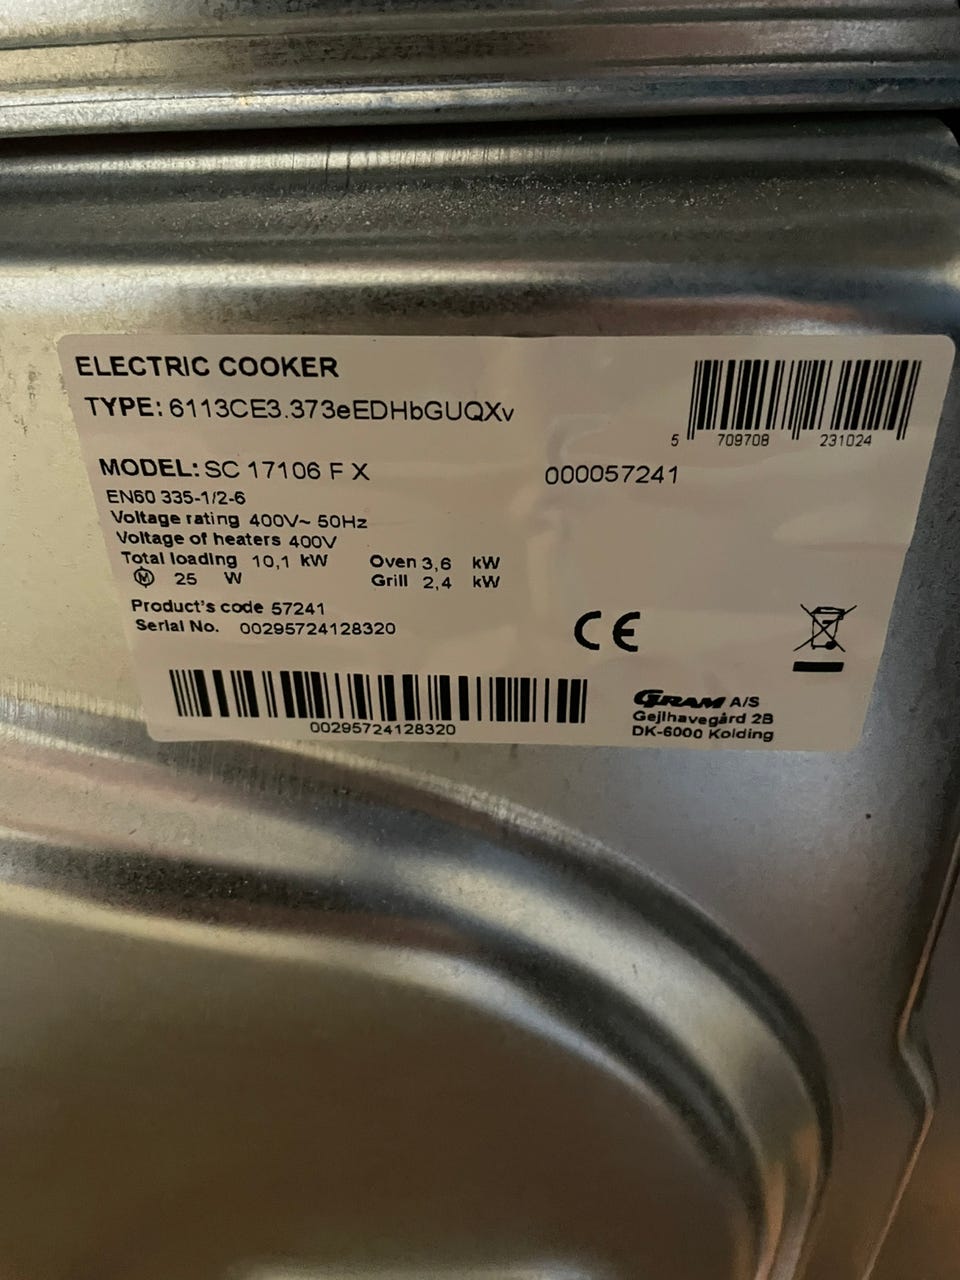 ELECTRIC COOKER
TYPE: 6113CE3.373eEDHbGUQXv
5 709708 231024
MODEL: SC 17106 F X
000057241
EN60 335-1/2-6
Voltage rating 400V~ 50Hz
Voltage of heaters 400V
Total loading 10,1 kW Oven 3,6 kW
M 25 W Grill 2,4 kW
Product's code 57241
Serial No. 00295724128320
CE
00295724128320
GRAM A/S
Gejlhavegård 2B
DK-6000 Kolding